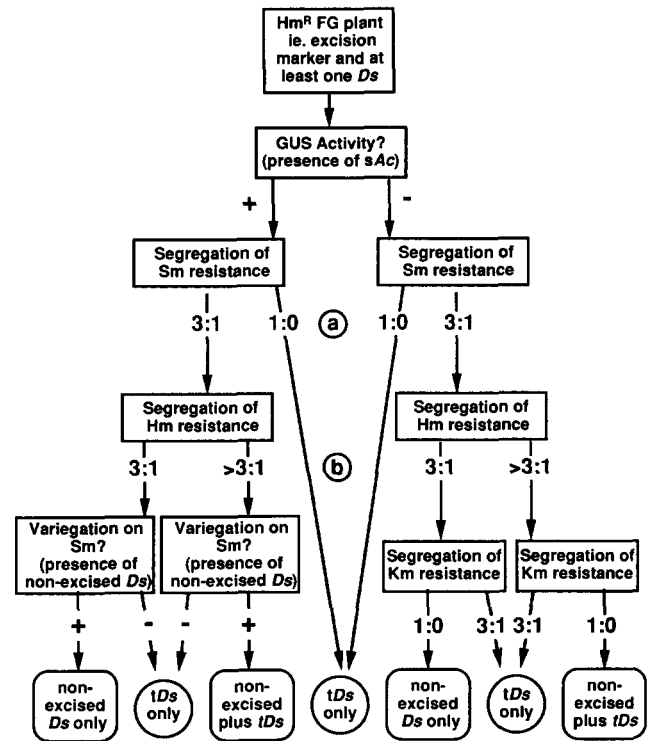 Hmᴿ FG plant
ie. excision
marker and at
least one Ds
GUS Activity?
(presence of sAc)
+
-
Segregation of
Sm resistance
Segregation of
Sm resistance
3:1
1:0
a
1:0
3:1
Segregation of
Hm resistance
Segregation of
Hm resistance
3:1
>3:1
b
3:1
>3:1
Variegation on
Sm?
(presence of
non-excised Ds)
Variegation on
Sm?
(presence of
non-excised Ds)
Segregation of
Km resistance
Segregation of
Km resistance
+
-
-
+
1:0
3:1
3:1
1:0
non-
excised
Ds only
tDs
only
non-
excised
plus tDs
tDs
only
non-
excised
Ds only
tDs
only
non-
excised
plus tDs